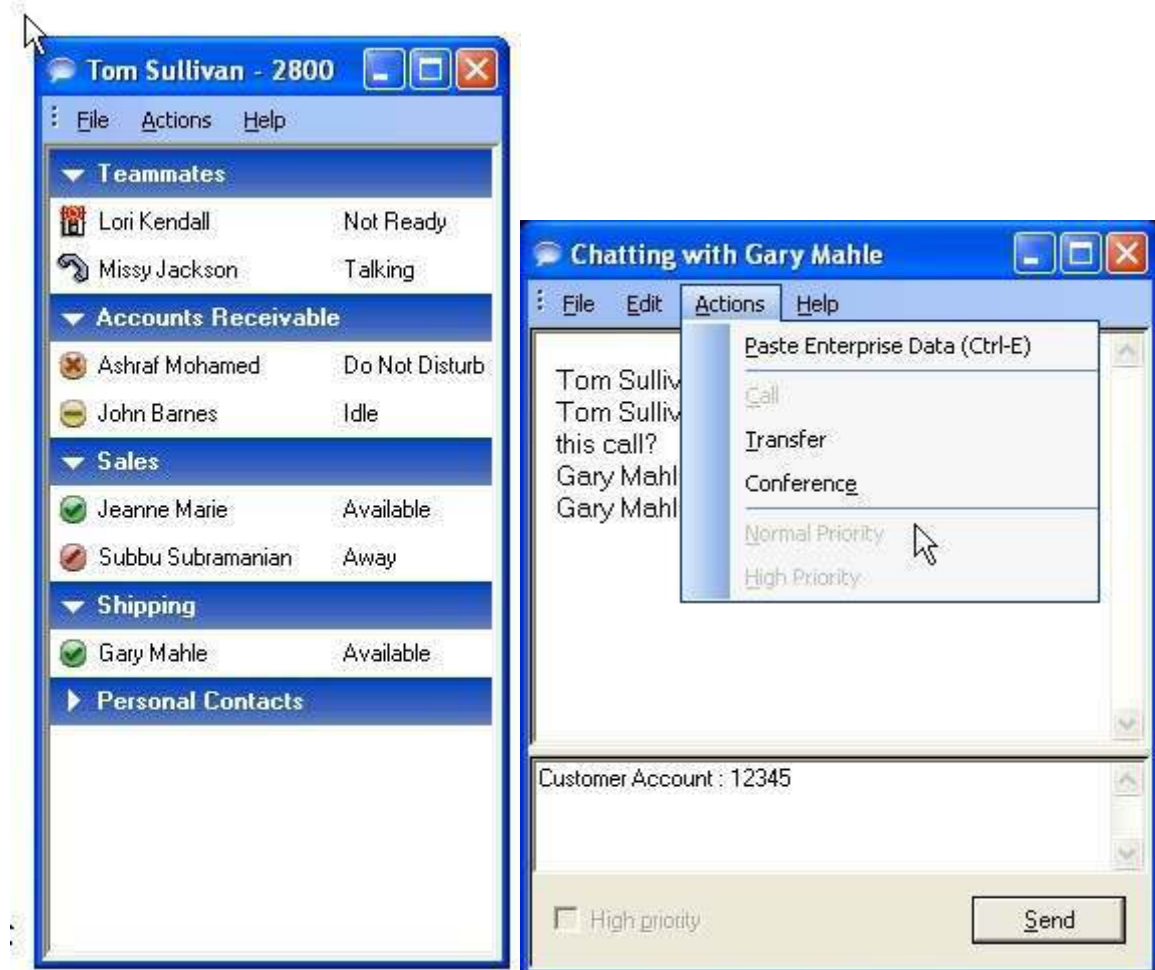 Tom Sullivan - 2800
File Actions Help
Teammates
Lori Kendall Not Ready
Missy Jackson Talking
Accounts Receivable
Ashraf Mohamed Do Not Disturb
John Barnes Idle
Sales
Jeanne Marie Available
Subbu Subramanian Away
Shipping
Gary Mahle Available
Personal Contacts
Chatting with Gary Mahle
File Edit Actions Help
Paste Enterprise Data (Ctrl-E)
Call
Transfer
Conference
Normal Priority
High Priority
Tom Sulliv
Tom Sulliv
this call?
Gary Mahl
Gary Mahl
Customer Account : 12345
High priority
Send